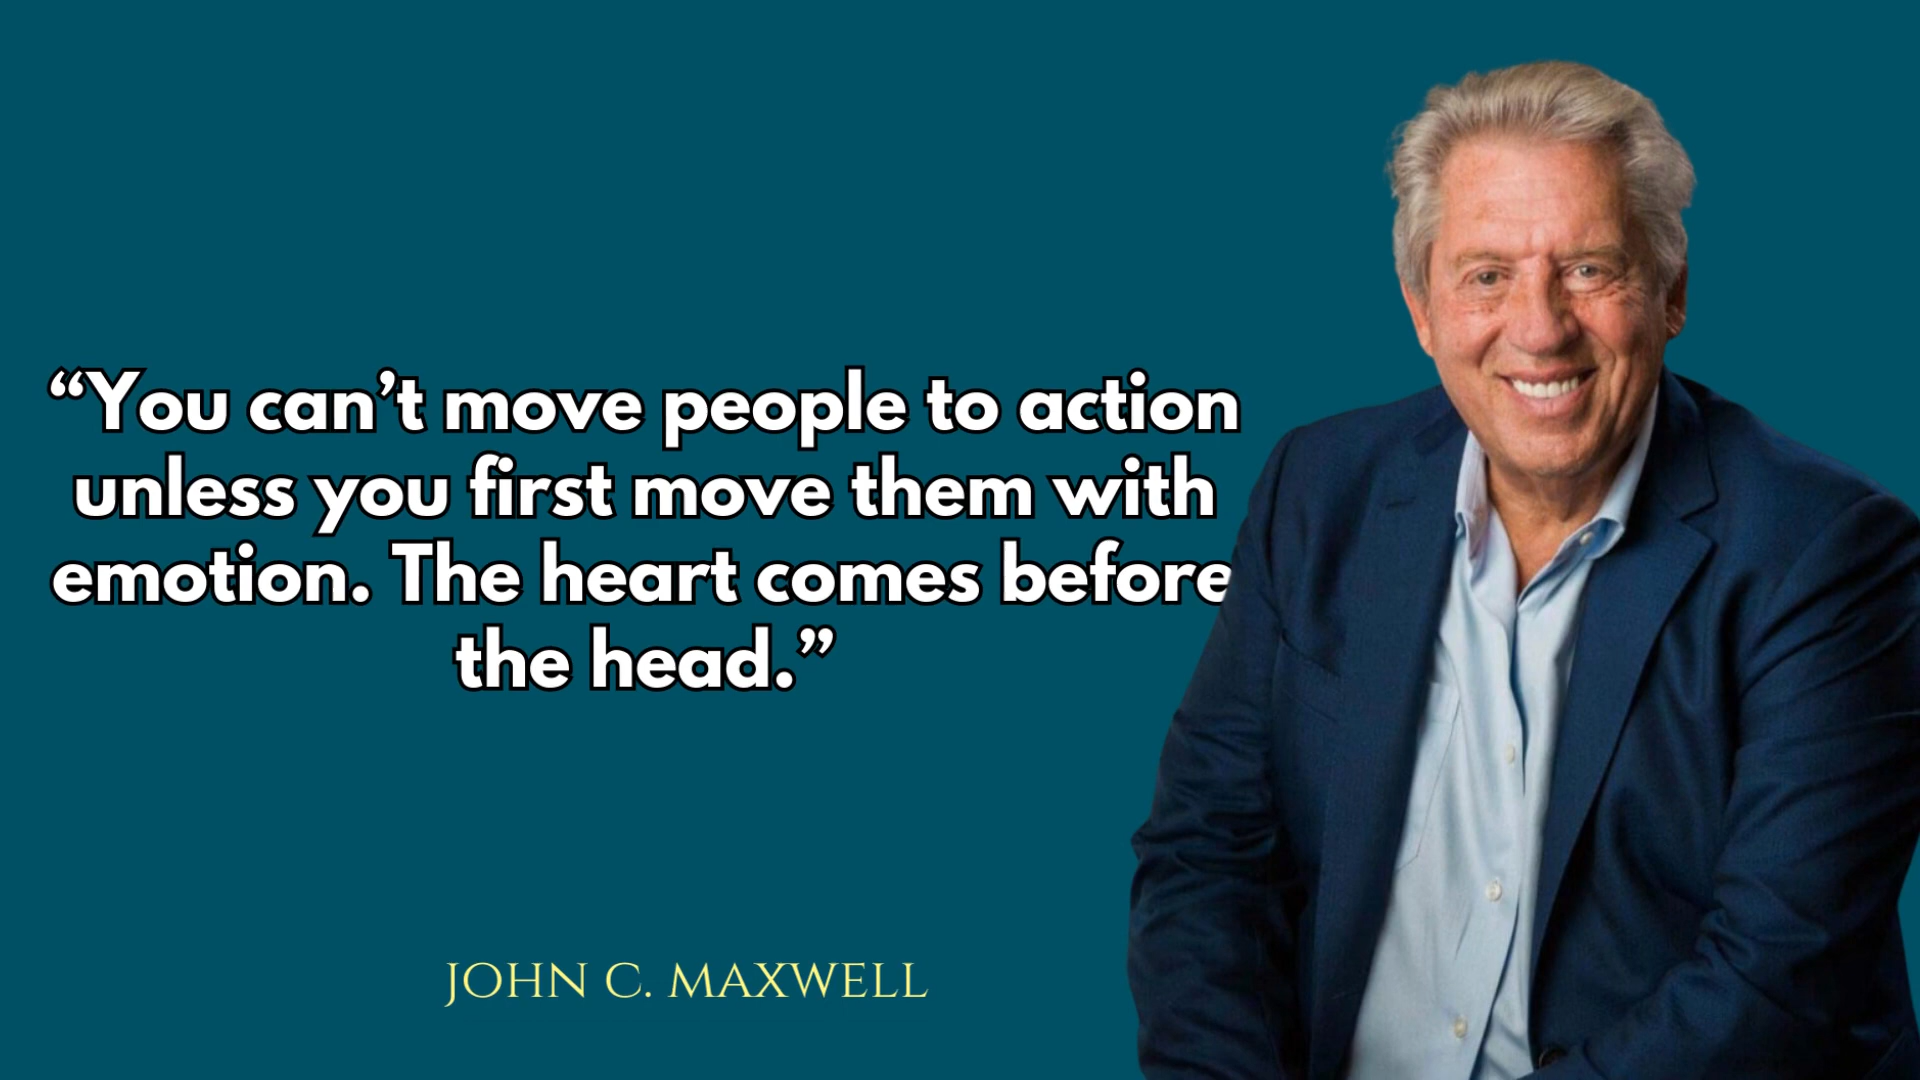 “You can’t move people to action
unless you first move them with
emotion. The heart comes before
the head.”
JOHN C. MAXWELL